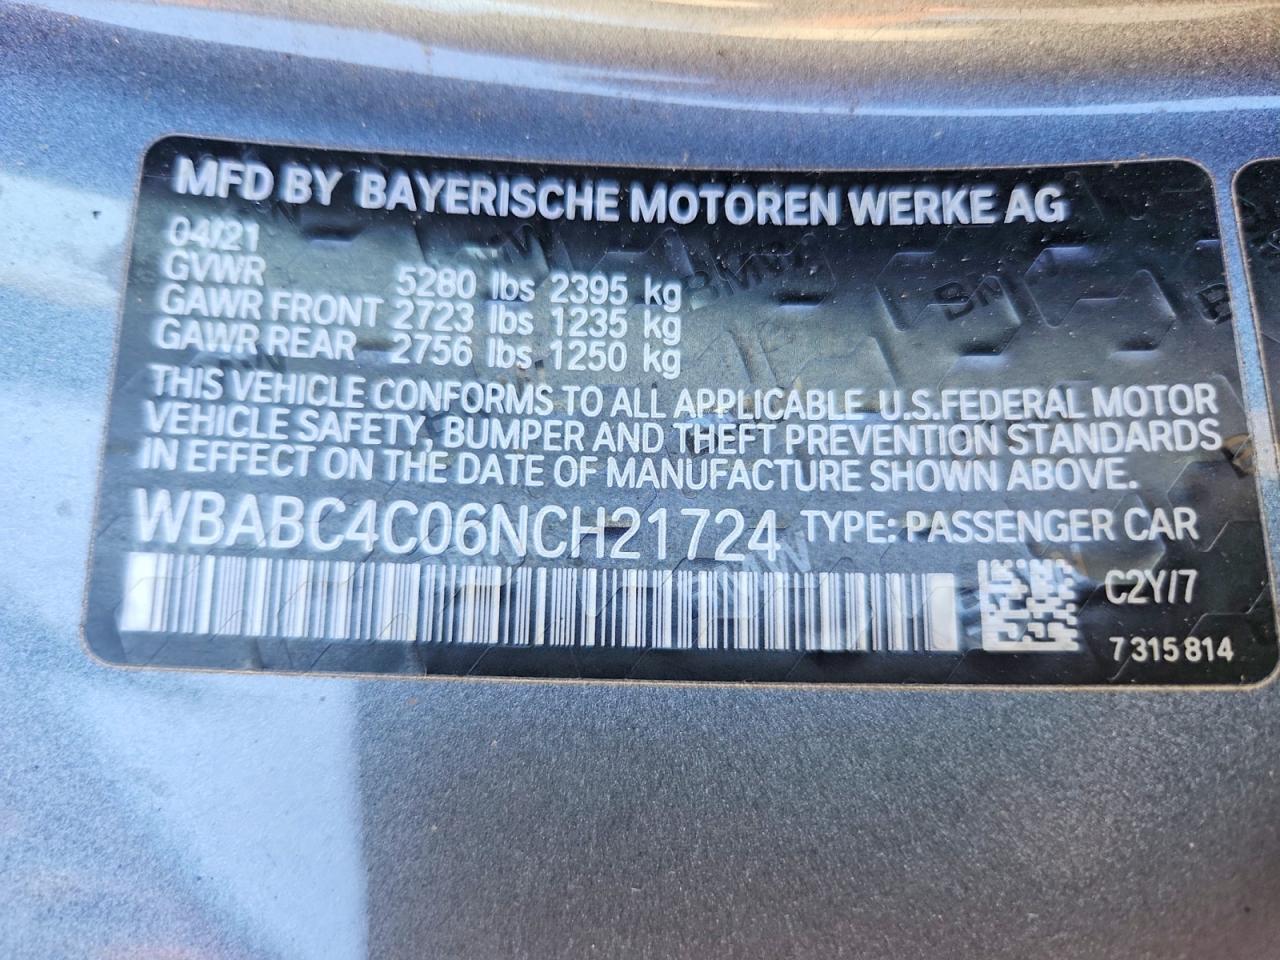 MFD BY BAYERISCHE MOTOREN WERKE AG
04/21
GVWR 5280 lbs 2395 kg
GAWR FRONT 2723 lbs 1235 kg
GAWR REAR 2756 lbs 1250 kg
THIS VEHICLE CONFORMS TO ALL APPLICABLE U.S.FEDERAL MOTOR
VEHICLE SAFETY, BUMPER AND THEFT PREVENTION STANDARDS
IN EFFECT ON THE DATE OF MANUFACTURE SHOWN ABOVE.
WBABC4C06NCH21724 TYPE: PASSENGER CAR
C2Y/7
7 315 814